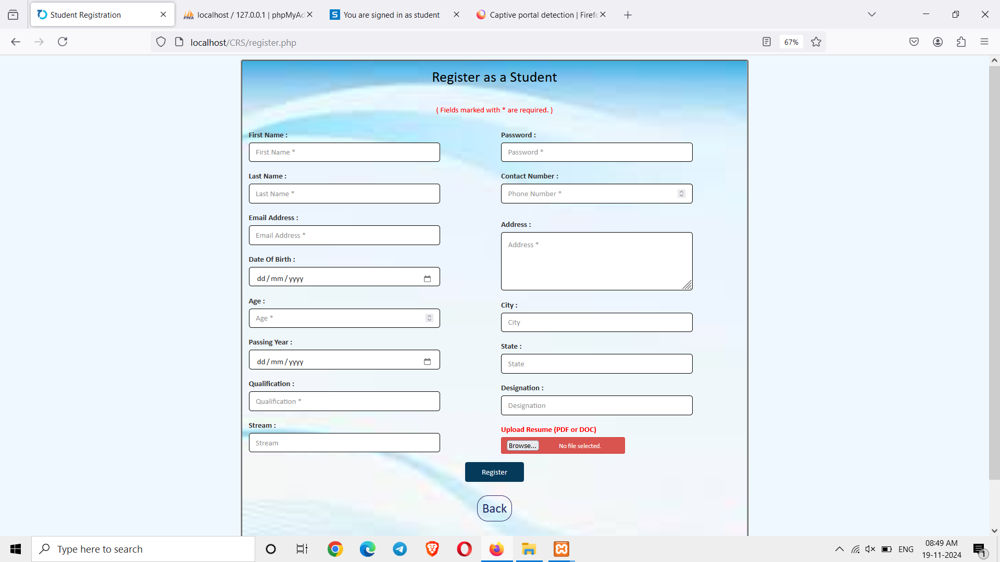 Student Registration
localhost / 127.0.0.1 | phpMyAd
You are signed in as student
Captive portal detection | Firefo
localhost/CRS/register.php
67%
Register as a Student
( Fields marked with * are required. )
First Name :
First Name *
Last Name :
Last Name *
Email Address :
Email Address *
Date Of Birth :
dd / mm / yyyy
Age :
Age *
Passing Year :
dd / mm / yyyy
Qualification :
Qualification *
Stream :
Stream
Password :
Password *
Contact Number :
Phone Number *
Address :
Address *
City :
City
State :
State
Designation :
Designation
Upload Resume (PDF or DOC)
Browse... No file selected.
Register
Back
Type here to search
ENG
08:49 AM
19-11-2024
1